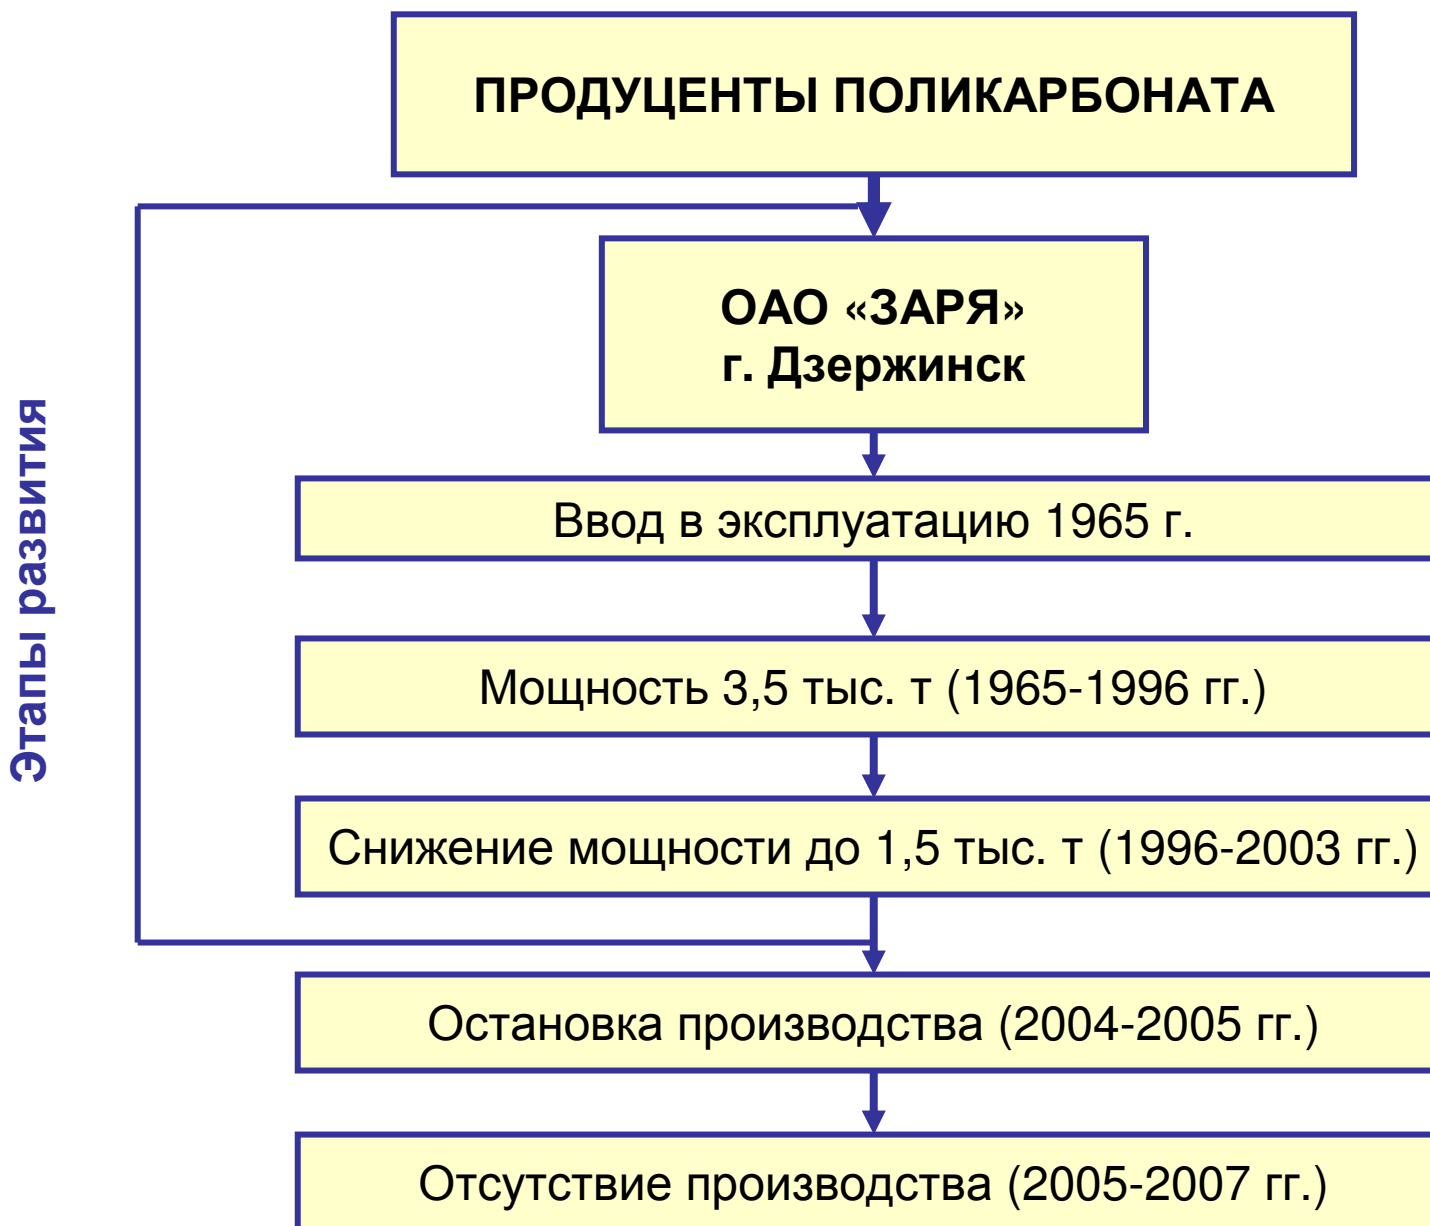 ПРОДУЦЕНТЫ ПОЛИКАРБОНАТА
ОАО «ЗАРЯ»
г. Дзержинск
Этапы развития
Ввод в эксплуатацию 1965 г.
Мощность 3,5 тыс. т (1965-1996 гг.)
Снижение мощности до 1,5 тыс. т (1996-2003 гг.)
Остановка производства (2004-2005 гг.)
Отсутствие производства (2005-2007 гг.)